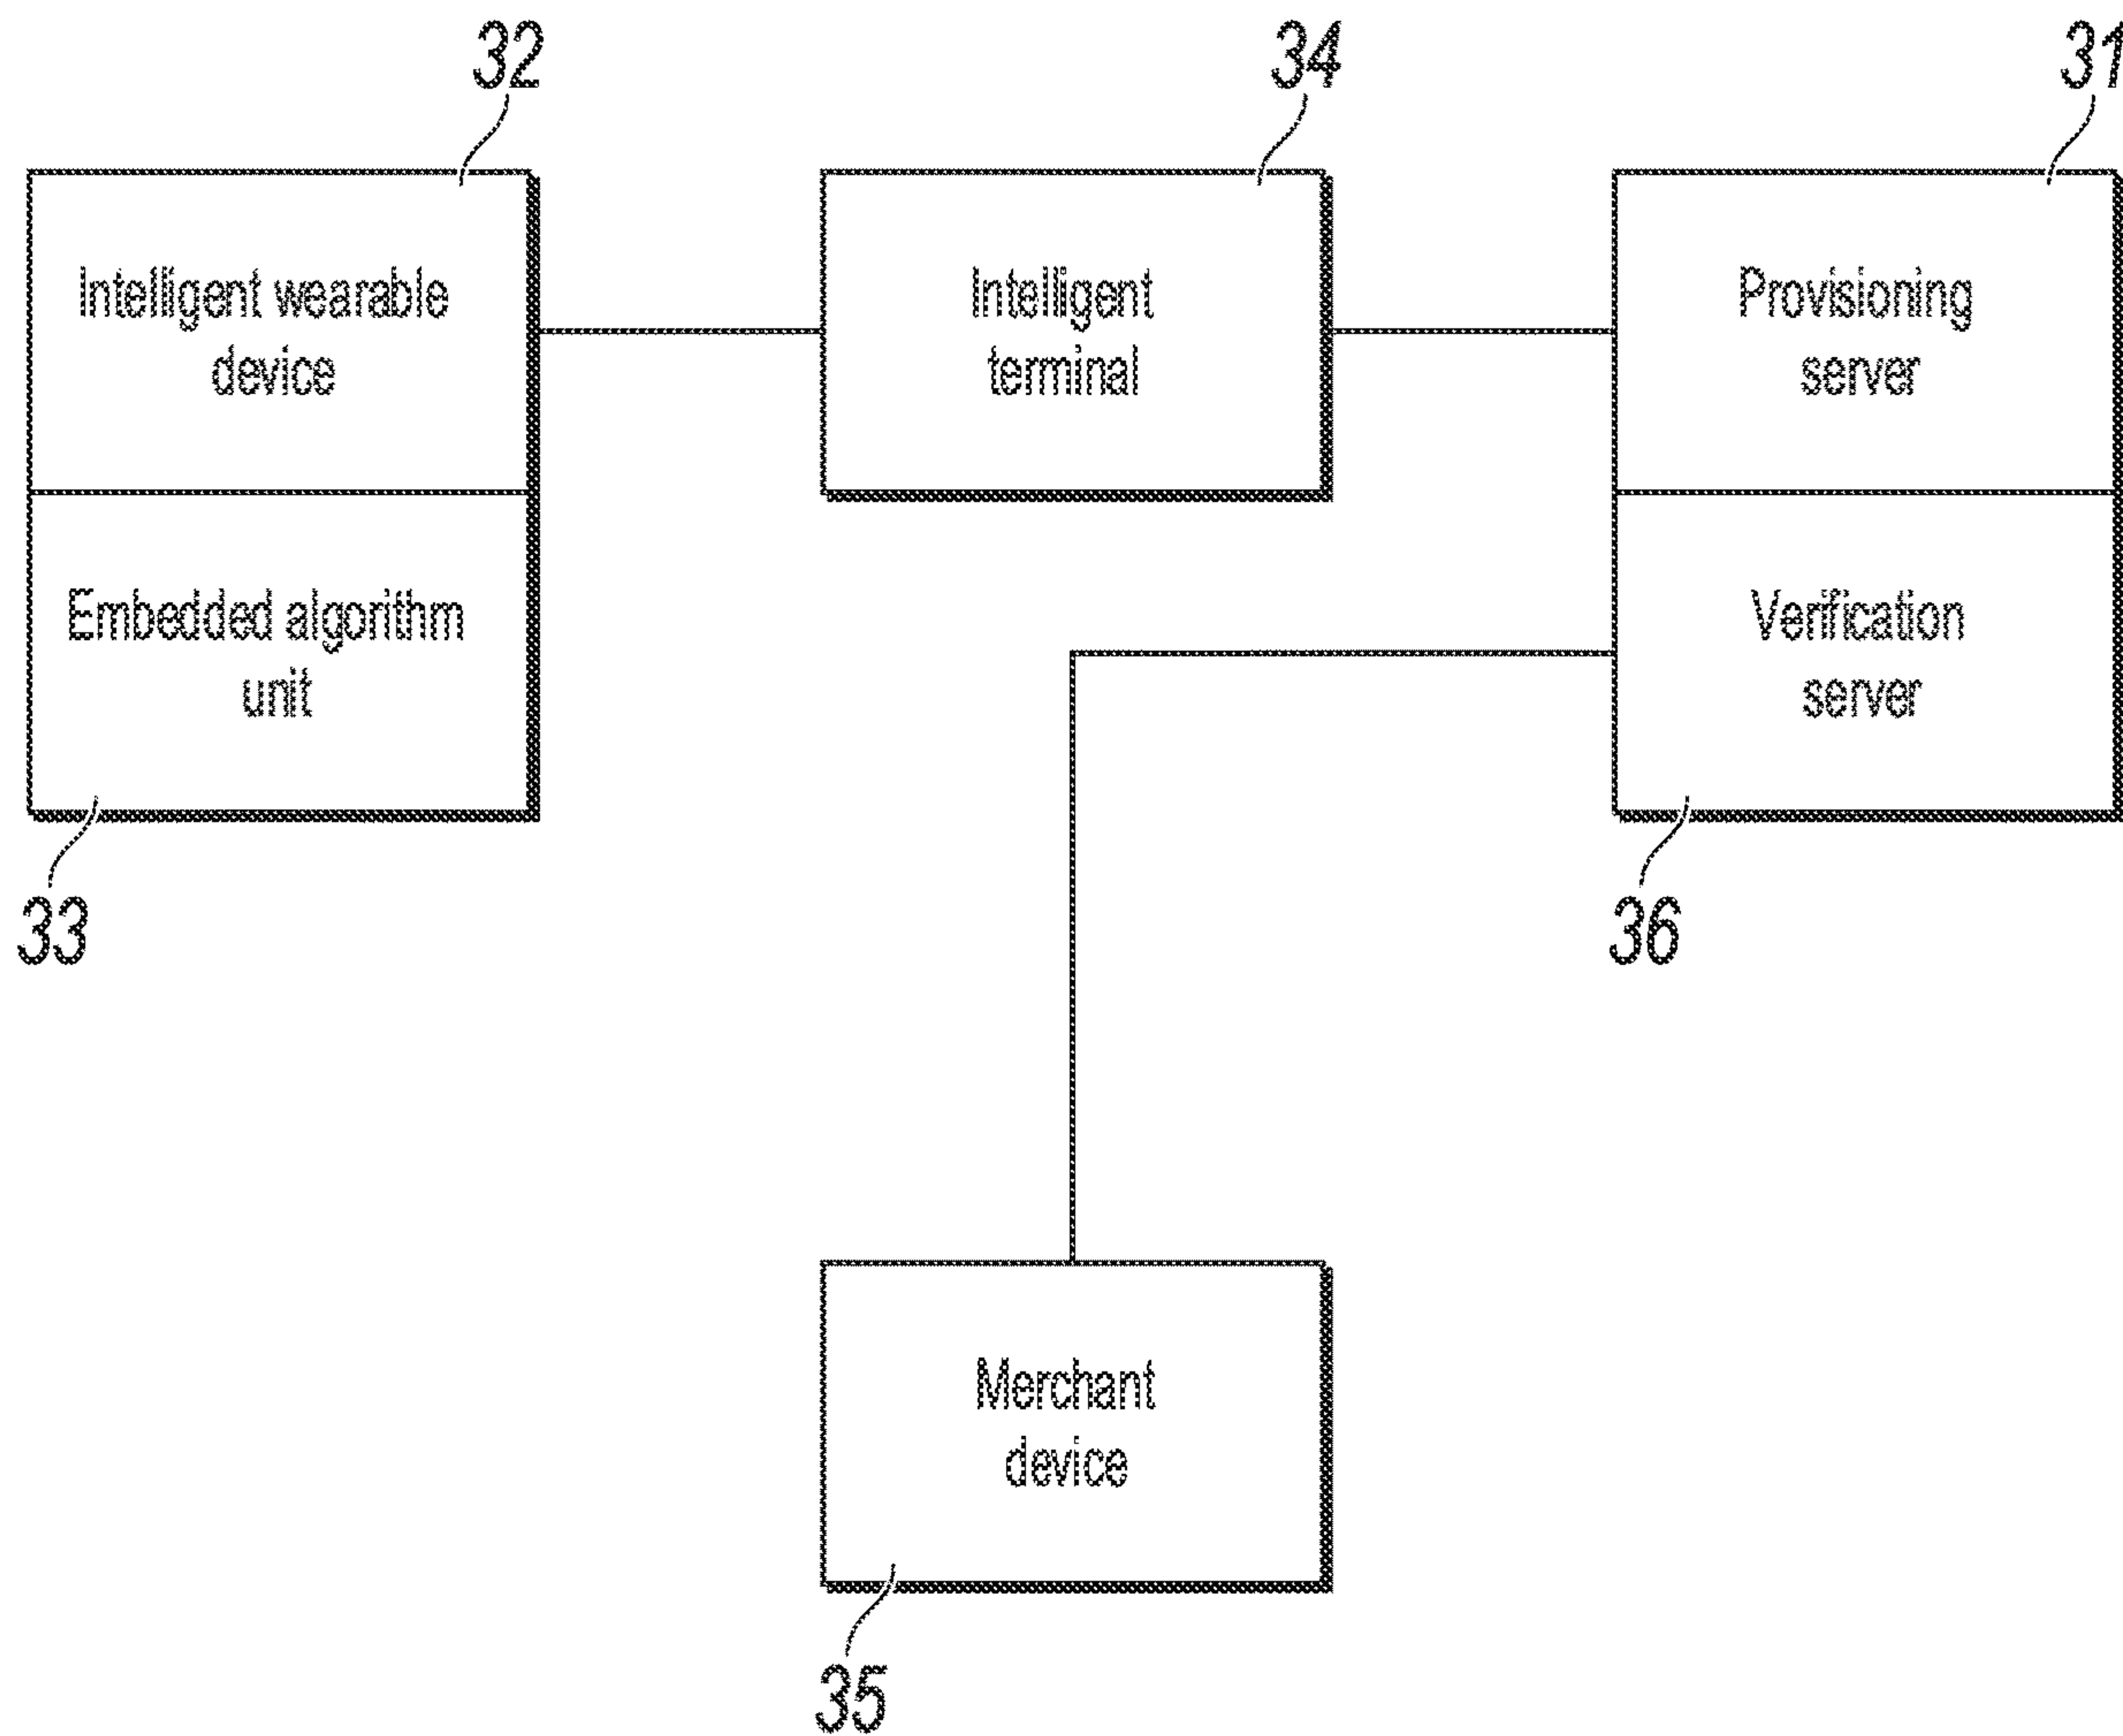 32
34
31
Intelligent wearable
device
Intelligent
terminal
Provisioning
server
Embedded algorithm
unit
Verification
server
33
36
Merchant
device
35